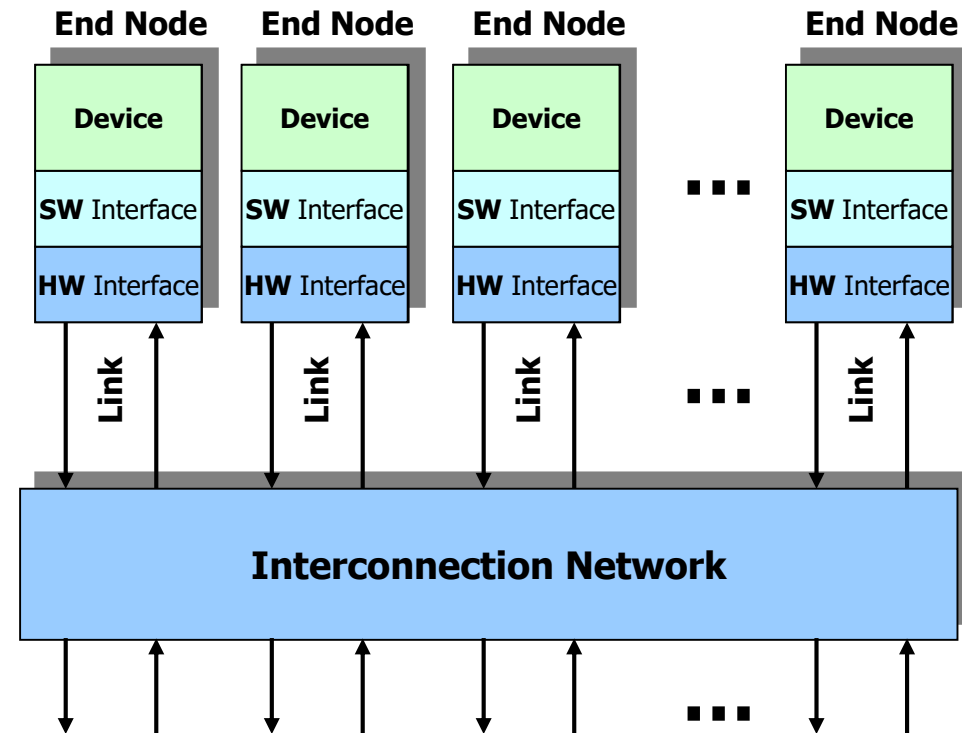 End Node End Node End Node End Node
Device Device Device Device
...
SW Interface SW Interface SW Interface SW Interface
HW Interface HW Interface HW Interface HW Interface
Link Link Link ... Link
Interconnection Network
...